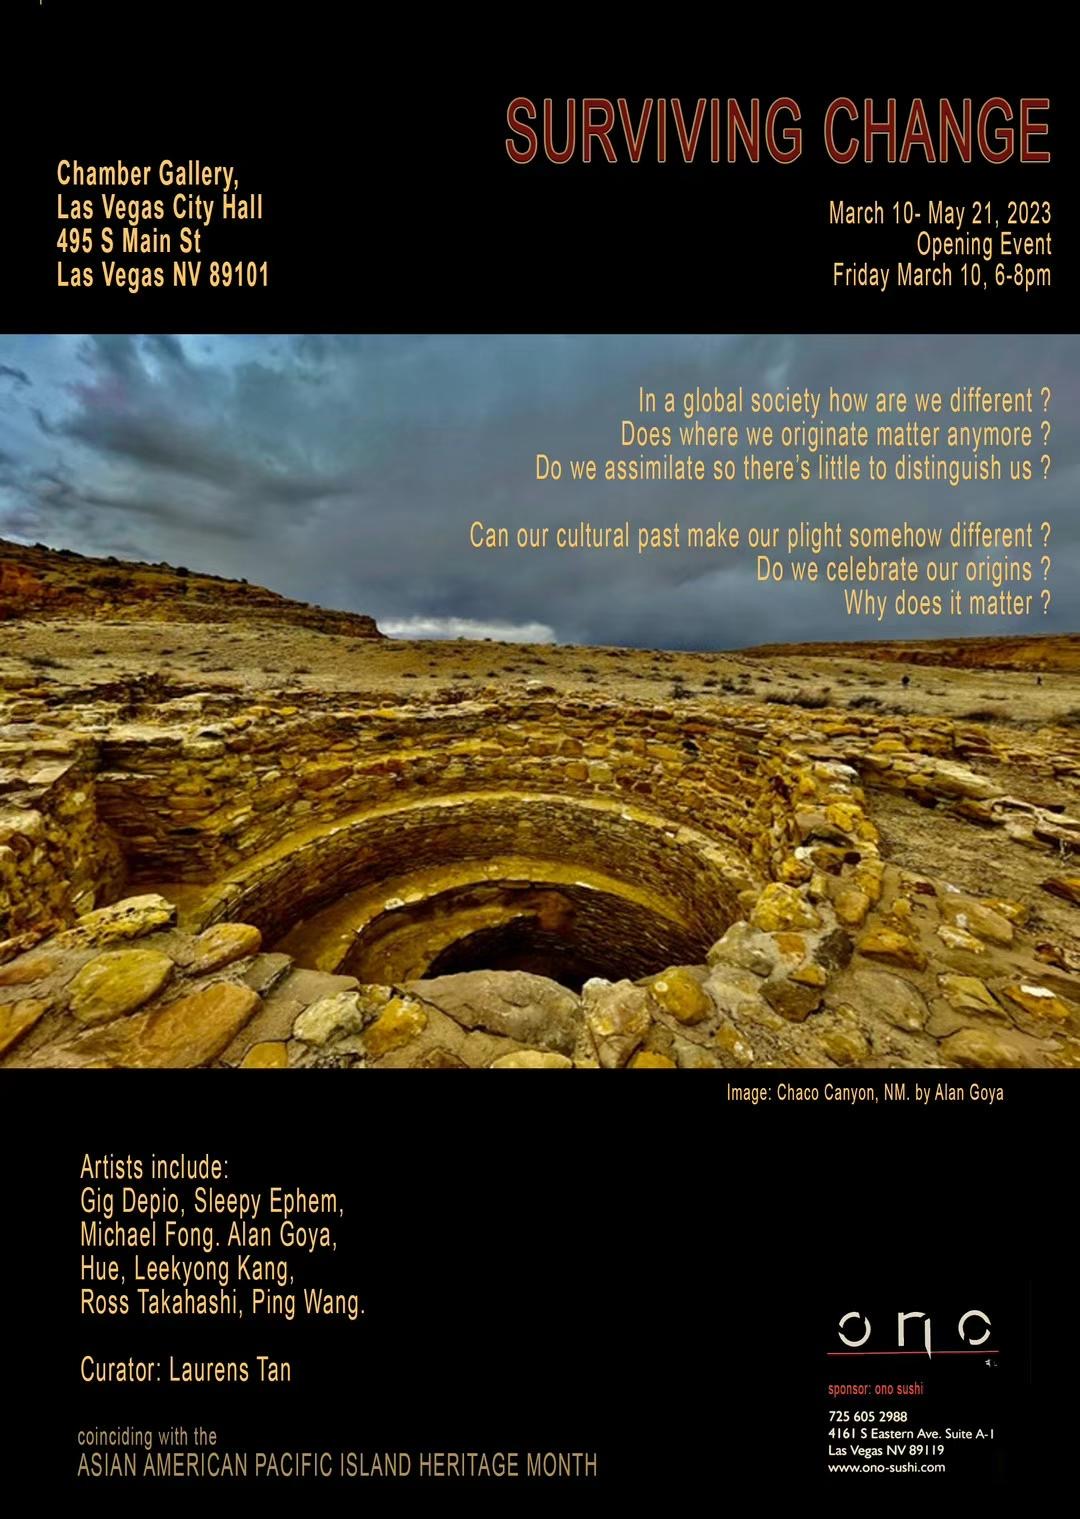 SURVIVING CHANGE
Chamber Gallery,
Las Vegas City Hall
495 S Main St
Las Vegas NV 89101
March 10- May 21, 2023
Opening Event
Friday March 10, 6-8pm
In a global society how are we different ?
Does where we originate matter anymore ?
Do we assimilate so there's little to distinguish us ?
Can our cultural past make our plight somehow different ?
Do we celebrate our origins ?
Why does it matter ?
Image: Chaco Canyon, NM. by Alan Goya
Artists include:
Gig Depio, Sleepy Ephem,
Michael Fong. Alan Goya,
Hue, Leekyong Kang,
Ross Takahashi, Ping Wang.
Curator: Laurens Tan
coinciding with the
ASIAN AMERICAN PACIFIC ISLAND HERITAGE MONTH
ono
sponsor: ono sushi
725 605 2988
4161 S Eastern Ave. Suite A-1
Las Vegas NV 89119
www.ono-sushi.com